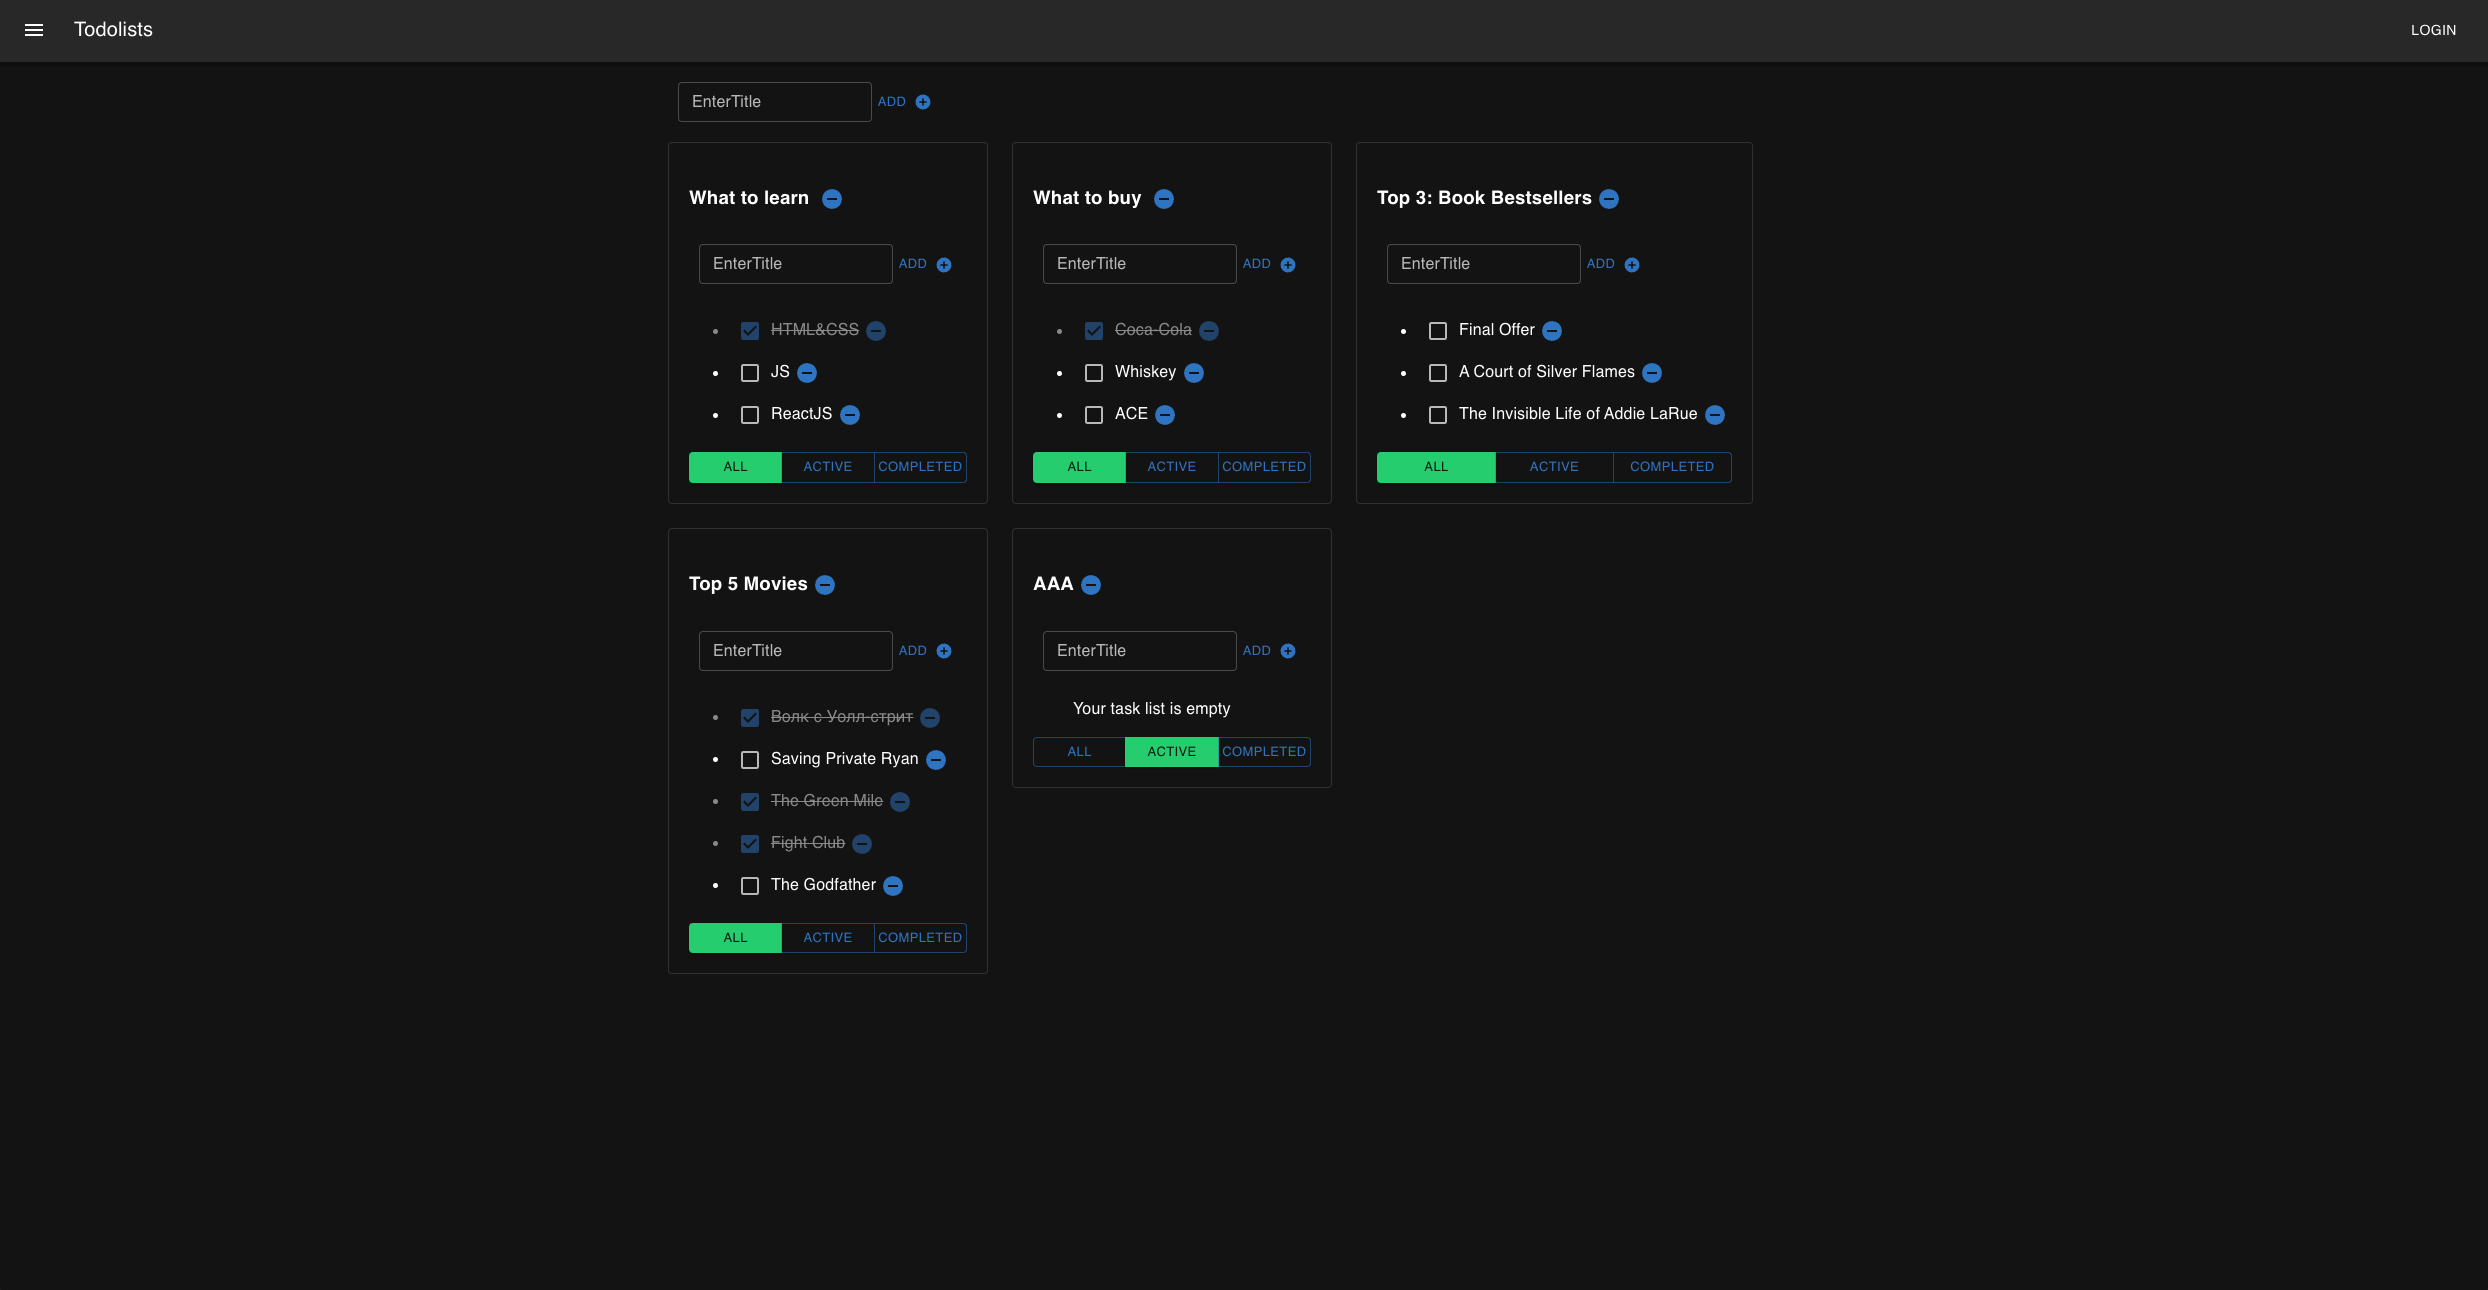 Todolists
LOGIN
EnterTitle ADD
What to learn
EnterTitle ADD
HTML&CSS
JS
ReactJS
ALL ACTIVE COMPLETED
What to buy
EnterTitle ADD
Coca-Cola
Whiskey
ACE
ALL ACTIVE COMPLETED
Top 3: Book Bestsellers
EnterTitle ADD
Final Offer
A Court of Silver Flames
The Invisible Life of Addie LaRue
ALL ACTIVE COMPLETED
Top 5 Movies
EnterTitle ADD
Волк с Уолл-стрит
Saving Private Ryan
The Green Mile
Fight Club
The Godfather
ALL ACTIVE COMPLETED
AAA
EnterTitle ADD
Your task list is empty
ALL ACTIVE COMPLETED